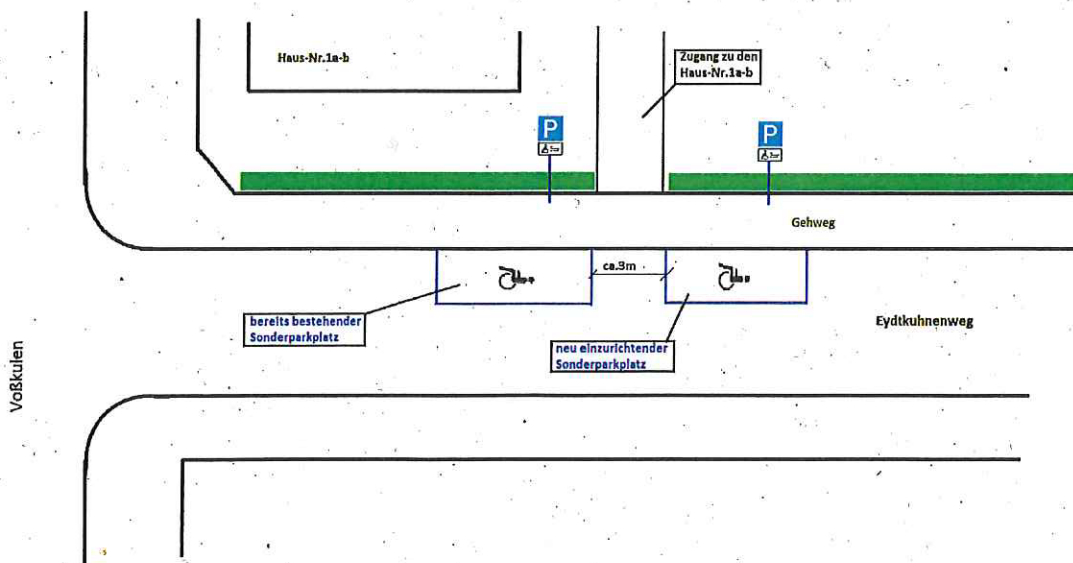 Haus-Nr.1a-b
Zugang zu den
Haus-Nr.1a-b
P
P
Gehweg
ca.3m
bereits bestehender
Sonderparkplatz
neu einzurichtender
Sonderparkplatz
Eydtkuhnenweg
Voßkulen